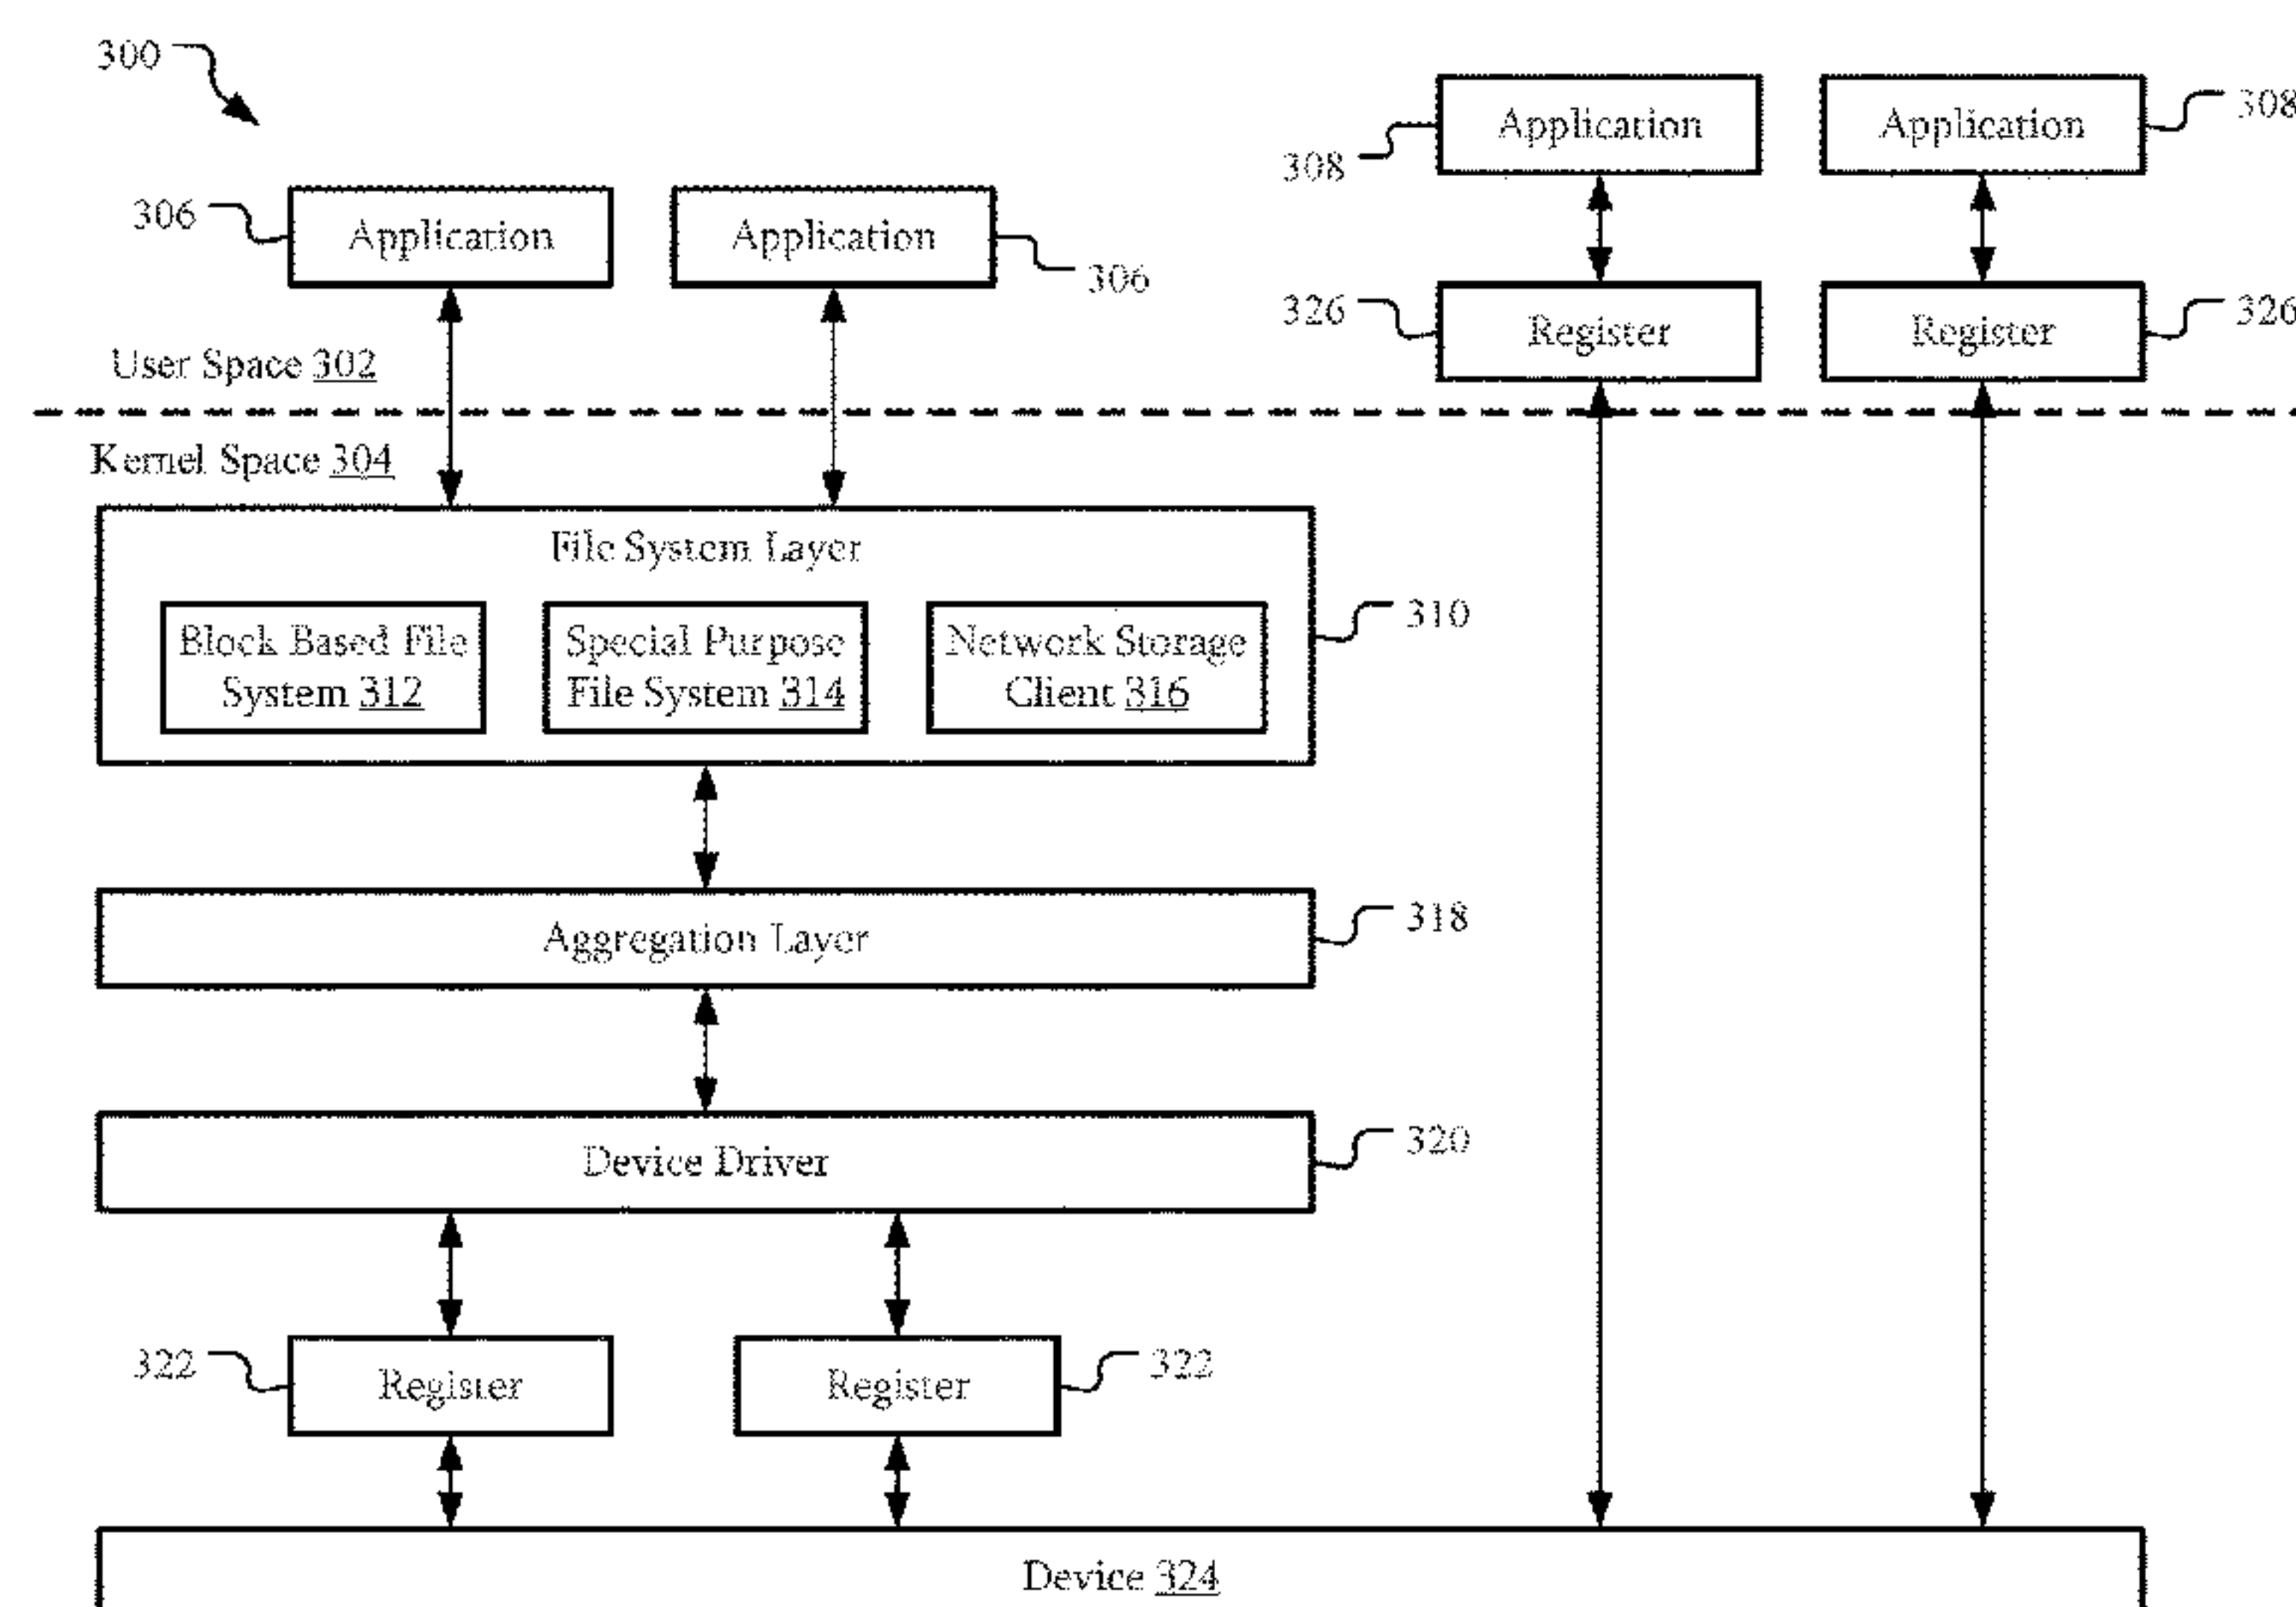 300
Application
308
Application
308
306
Application
Application
306
326
Register
Register
326
User Space 302
Kernel Space 304
File System Layer
Block Based File
System 312
Special Purpose
File System 314
Network Storage
Client 316
310
Aggregation Layer
318
Device Driver
320
322
Register
Register
322
Device 324